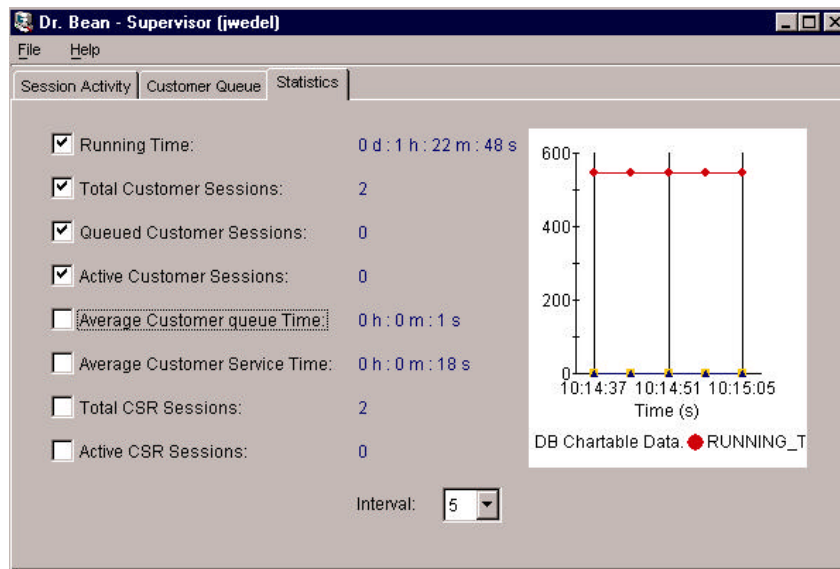 Dr. Bean - Supervisor (jwedel)
File Help
Session Activity Customer Queue Statistics
Running Time: 0 d : 1 h : 22 m : 48 s
Total Customer Sessions: 2
Queued Customer Sessions: 0
Active Customer Sessions: 0
Average Customer queue Time: 0 h : 0 m : 1 s
Average Customer Service Time: 0 h : 0 m : 18 s
Total CSR Sessions: 2
Active CSR Sessions: 0
Interval: 5
600
400
200
0
10:14:37 10:14:51 10:15:05
Time (s)
DB Chartable Data. RUNNING_T